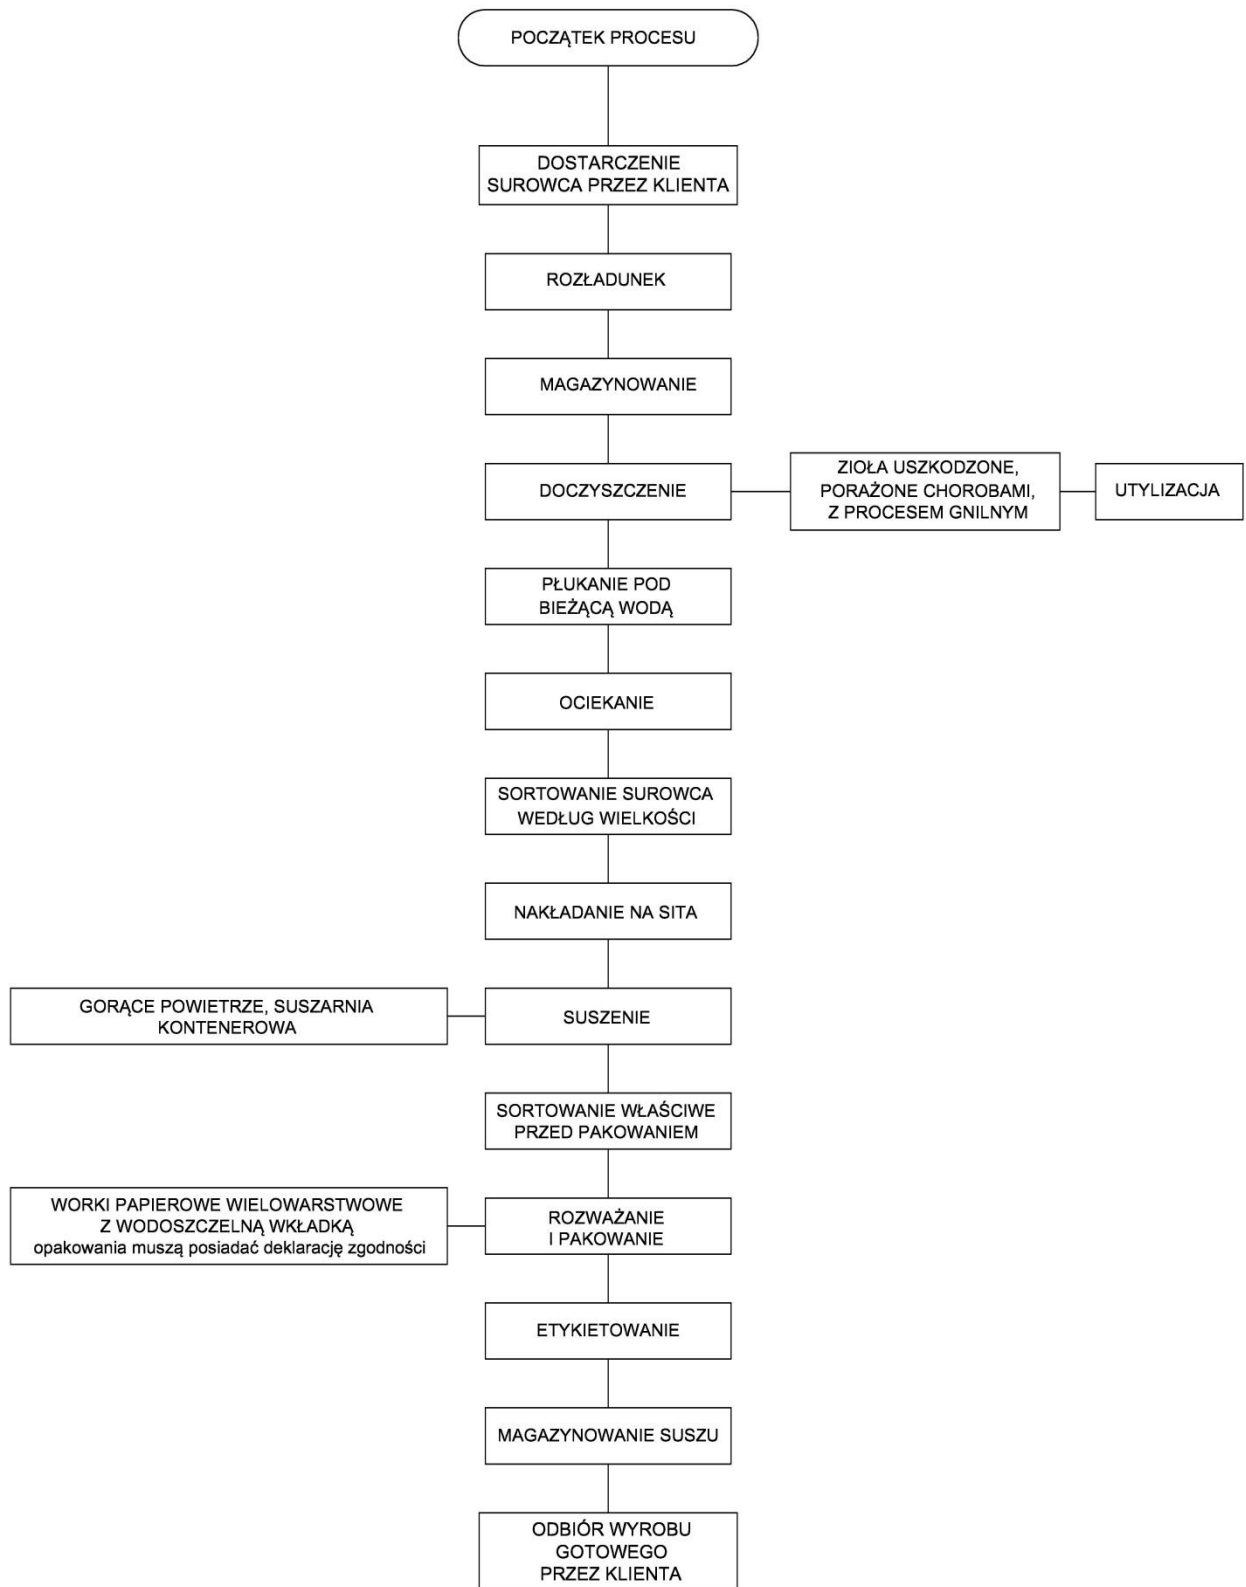 POCZĄTEK PROCESU
DOSTARCZENIE
SUROWCA PRZEZ KLIENTA
ROZŁADUNEK
MAGAZYNOWANIE
DOCZYSZCZENIE
ZIOŁA USZKODZONE,
PORAŻONE CHOROBAMI,
Z PROCESEM GNILNYM
UTYLIZACJA
PŁUKANIE POD
BIEŻĄCĄ WODĄ
OCIEKANIE
SORTOWANIE SUROWCA
WEDŁUG WIELKOŚCI
NAKŁADANIE NA SITA
GORĄCE POWIETRZE, SUSZARNIA
KONTENEROWA
SUSZENIE
SORTOWANIE WŁAŚCIWE
PRZED PAKOWANIEM
WORKI PAPIEROWE WIELOWARSTWOWE
Z WODOSZCZELNĄ WKŁADKĄ
opakowania muszą posiadać deklarację zgodności
ROZWAŻANIE
I PAKOWANIE
ETYKIETOWANIE
MAGAZYNOWANIE SUSZU
ODBIÓR WYROBU
GOTOWEGO
PRZEZ KLIENTA